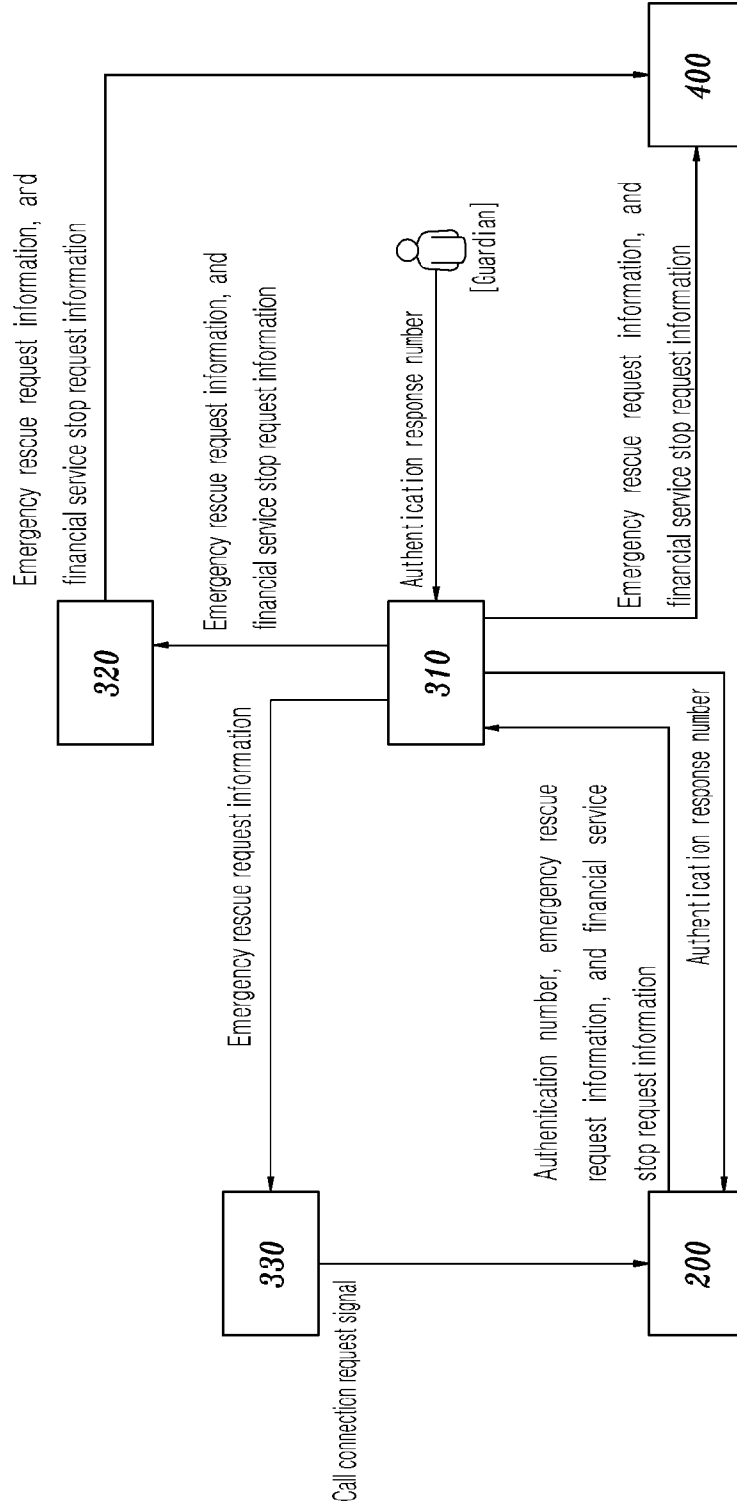 Emergency rescue request information, and
financial service stop request information
320
Emergency rescue request information, and
financial service stop request information
Emergency rescue request information
330
Call connection request signal
Authentication response number
310
[Guardian]
Authentication number, emergency rescue
request information, and financial service
stop request information
Emergency rescue request information, and
financial service stop request information
Authentication response number
200
400